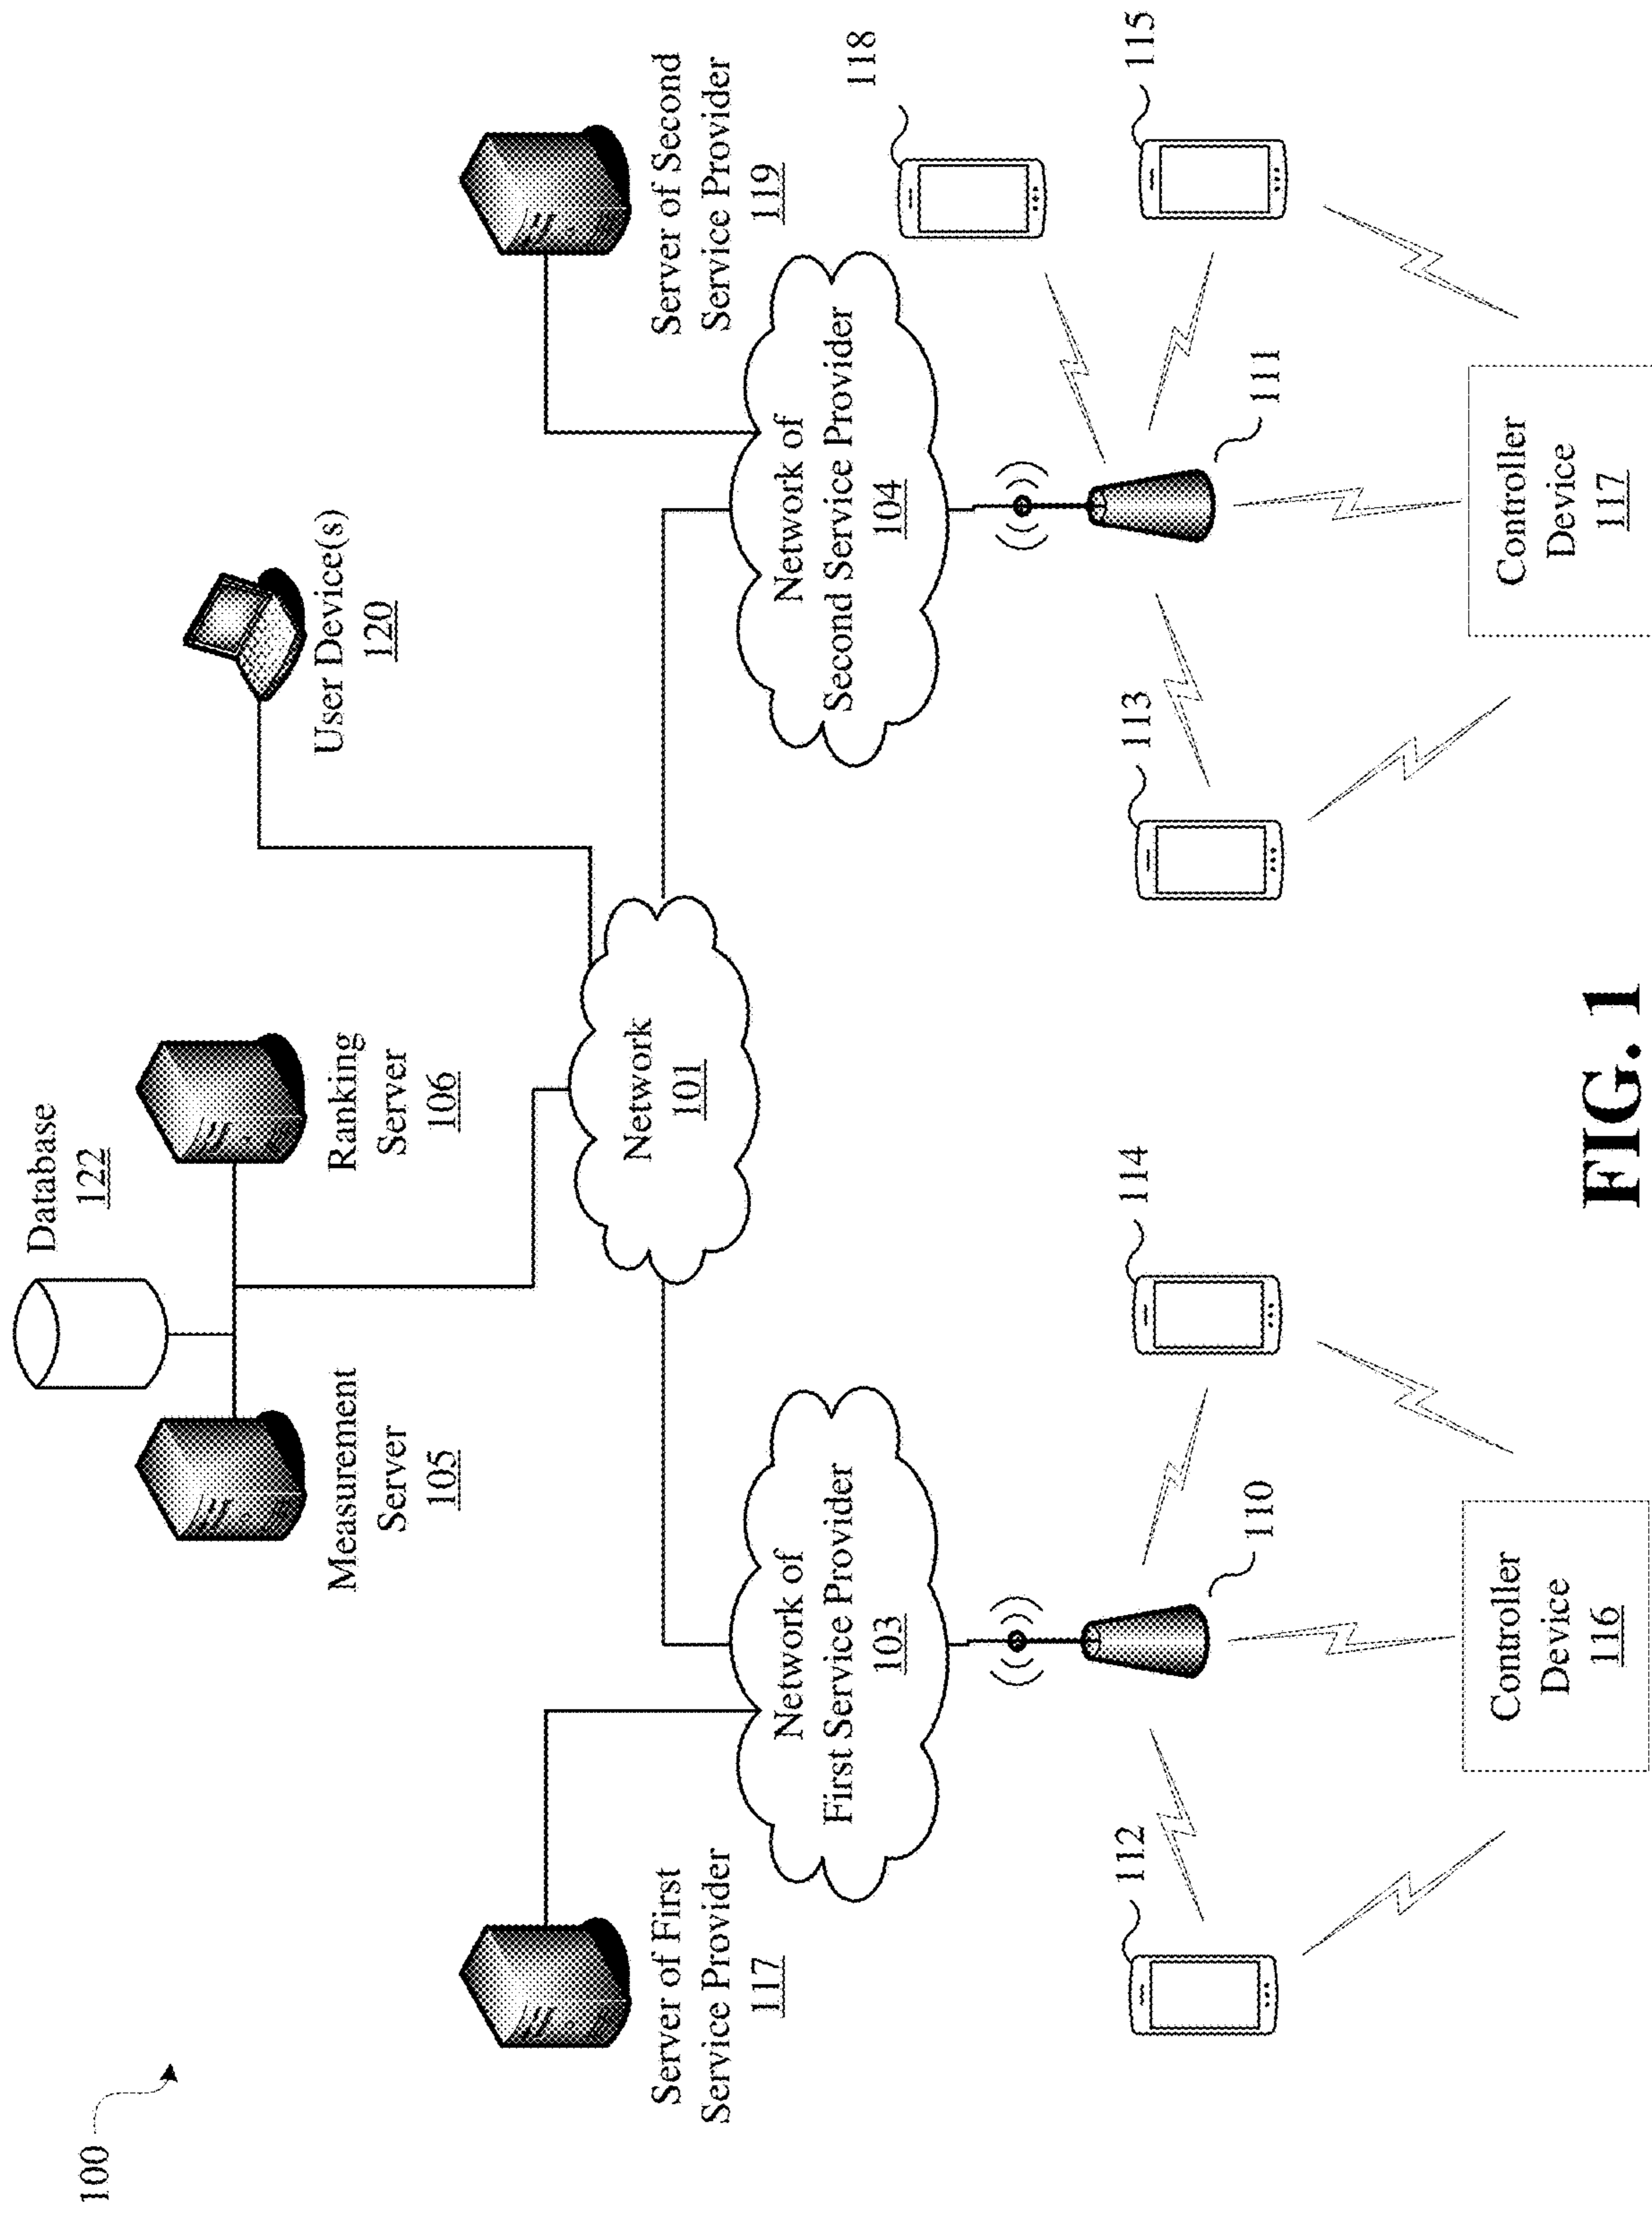 100
Database
122
Measurement
Server
105
Ranking
Server
106
User Device(s)
120
Server of First
Service Provider
117
Network
101
Server of Second
Service Provider
119
Network of
First Service Provider
103
Network of
Second Service Provider
104
118
112
110
114
113
111
115
Controller
Device
116
Controller
Device
117
FIG. 1